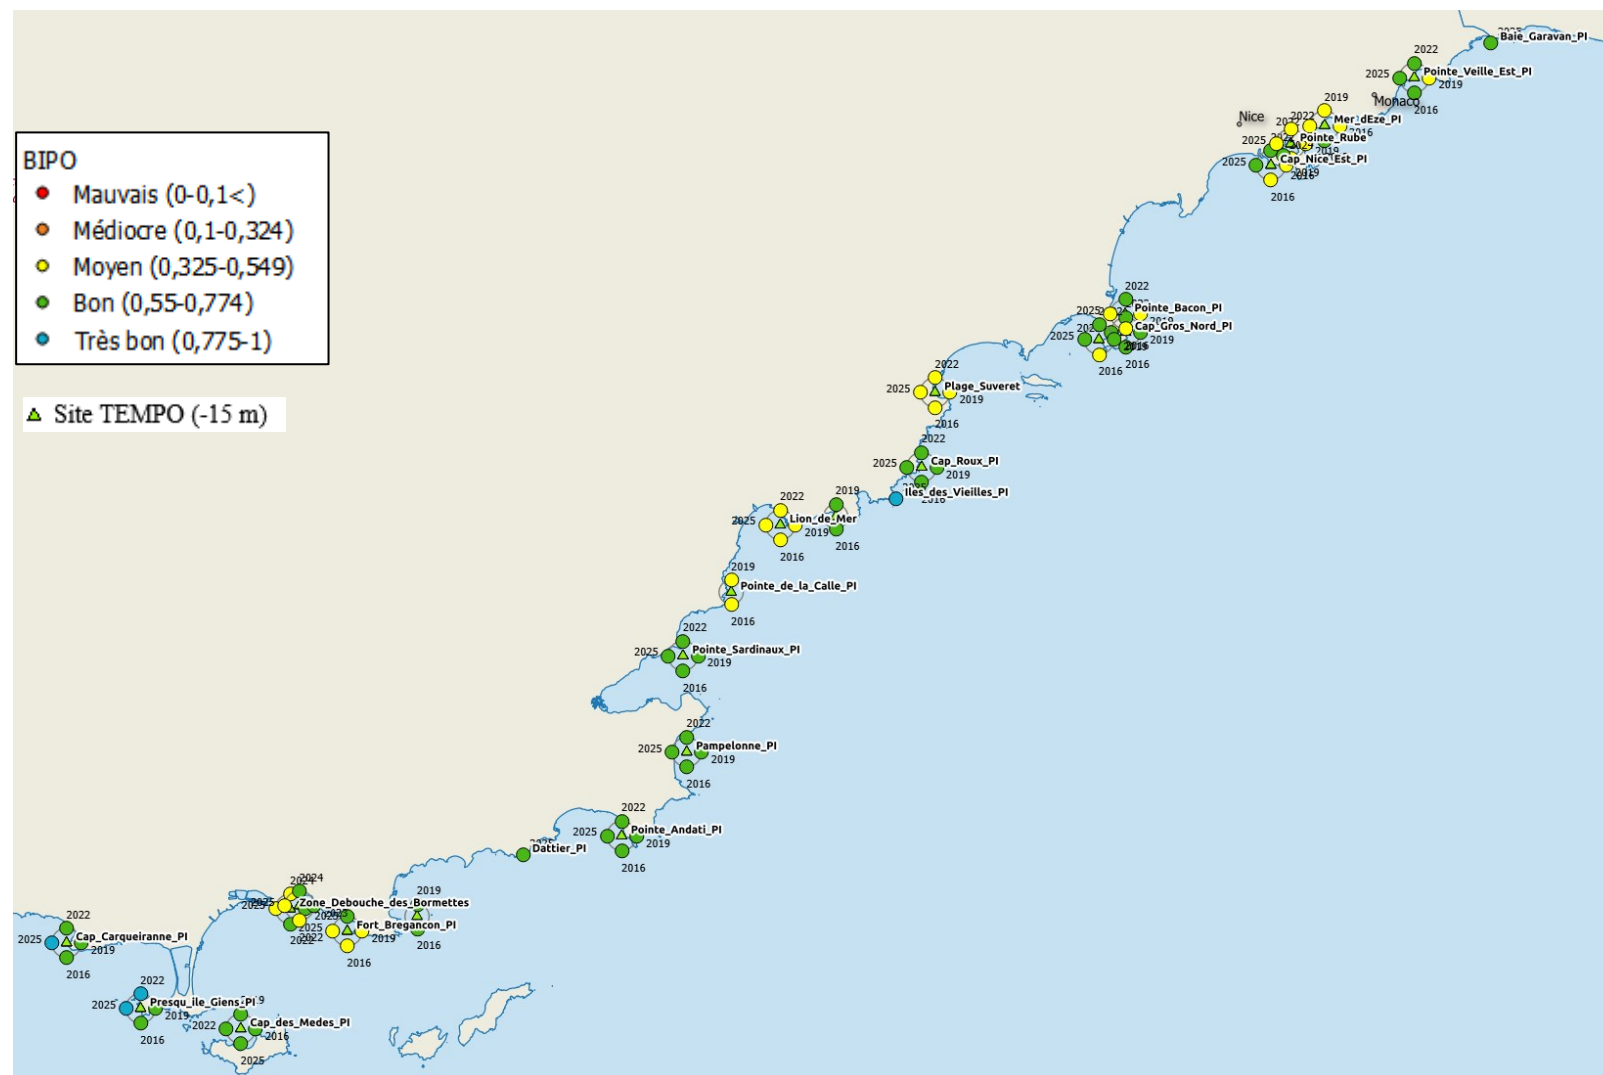 BIPO
Mauvais (0-0,1<)
Médiocre (0,1-0,324)
Moyen (0,325-0,549)
Bon (0,55-0,774)
Très bon (0,775-1)
Site TEMPO (-15 m)
Baie_Garavan_PI
2022
2025
Pointe_Veille_Est_PI
2019
2016
Monaco
Nice
2019
Mer_dEze_PI
2016
2022
Pointe_Rube
2019
2025
2025
Cap_Nice_Est_PI
2019
2016
2016
2022
Pointe_Bacon_PI
2025
Cap_Gros_Nord_PI
2019
2025
2016
2016
2022
2025
Plage_Suveret
2019
2016
2022
2025
Cap_Roux_PI
2019
Iles_des_Vieilles_PI
2016
2019
2016
2022
2025
Lion_de_Mer
2019
2016
2019
Pointe_de_la_Calle_PI
2016
2022
2025
Pointe_Sardinaux_PI
2019
2016
2022
2025
Pampelonne_PI
2019
2016
2022
2025
Pointe_Andati_PI
2019
2016
Dattier_PI
2024
Zone_Debouche_des_Bormettes
2025
2025
2022
2019
2016
Fort_Bregancon_PI
2019
2016
2022
2025
Cap_Carqueiranne_PI
2019
2016
2022
2025
Presqu_ile_Giens_PI
2019
2016
2022
Cap_des_Medes_PI
2016
2025